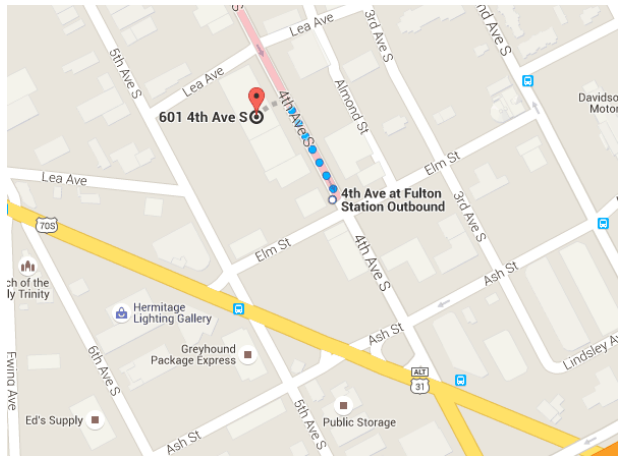 S
Lea Ave
3rd Ave S
5th Ave S
Lea Ave
4th Ave S
Almond St
Davidso
Motor
601 4th Ave S
Elm St
Lea Ave
4th Ave at Fulton
Station Outbound
3rd Ave S
70S
Elm St
4th Ave S
Ash St
ch of the
ly Trinity
Hermitage
Lighting Gallery
Ash St
Greyhound
Package Express
Lindsley Av
6th Ave S
Ewing Ave
ALT
31
5th Ave S
Ed's Supply
Public Storage
Ash St